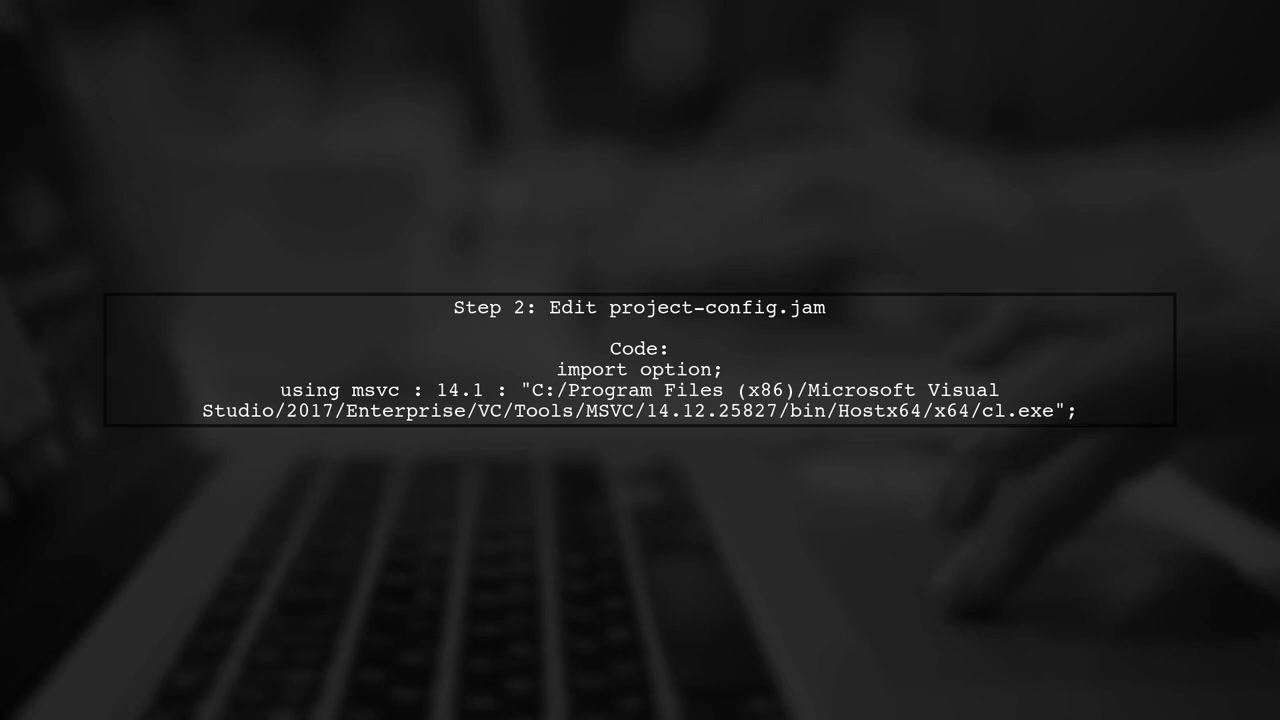 Step 2: Edit project-config.jam
Code:
import option;
using msvc : 14.1 : "C:/Program Files (x86)/Microsoft Visual
Studio/2017/Enterprise/VC/Tools/MSVC/14.12.25827/bin/Hostx64/x64/cl.exe";